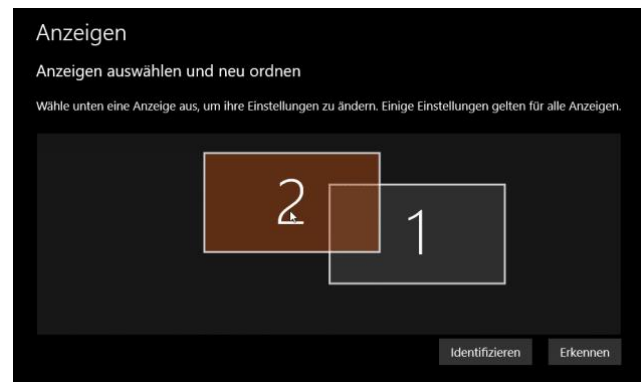 Anzeigen
Anzeigen auswählen und neu ordnen
Wähle unten eine Anzeige aus, um ihre Einstellungen zu ändern. Einige Einstellungen gelten für alle Anzeigen.
2
1
Identifizieren
Erkennen